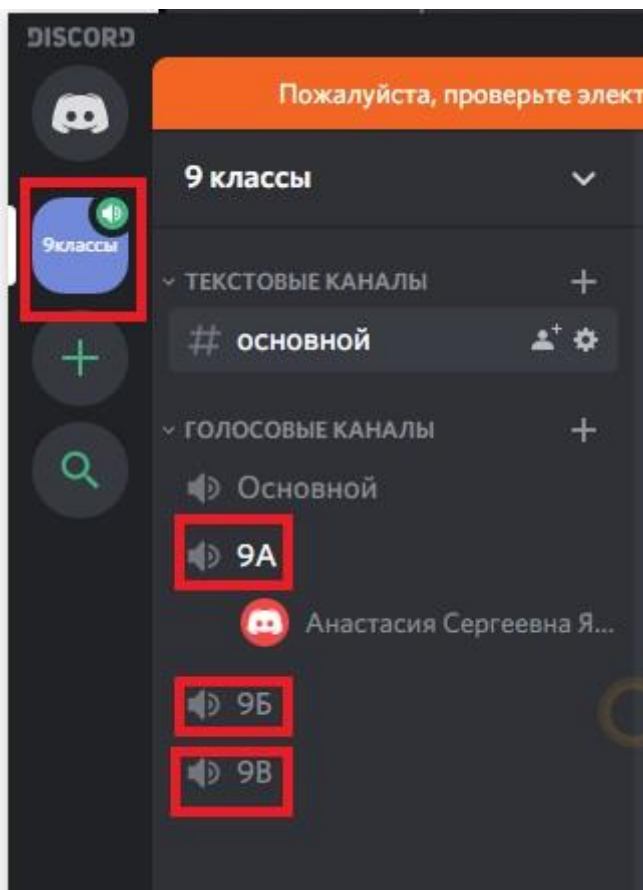 DISCORD
Пожалуйста, проверьте элект
9 классы
9классы
ТЕКСТОВЫЕ КАНАЛЫ
# основной
ГОЛОСОВЫЕ КАНАЛЫ
Основной
9А
Анастасия Сергеевна Я...
9Б
9В